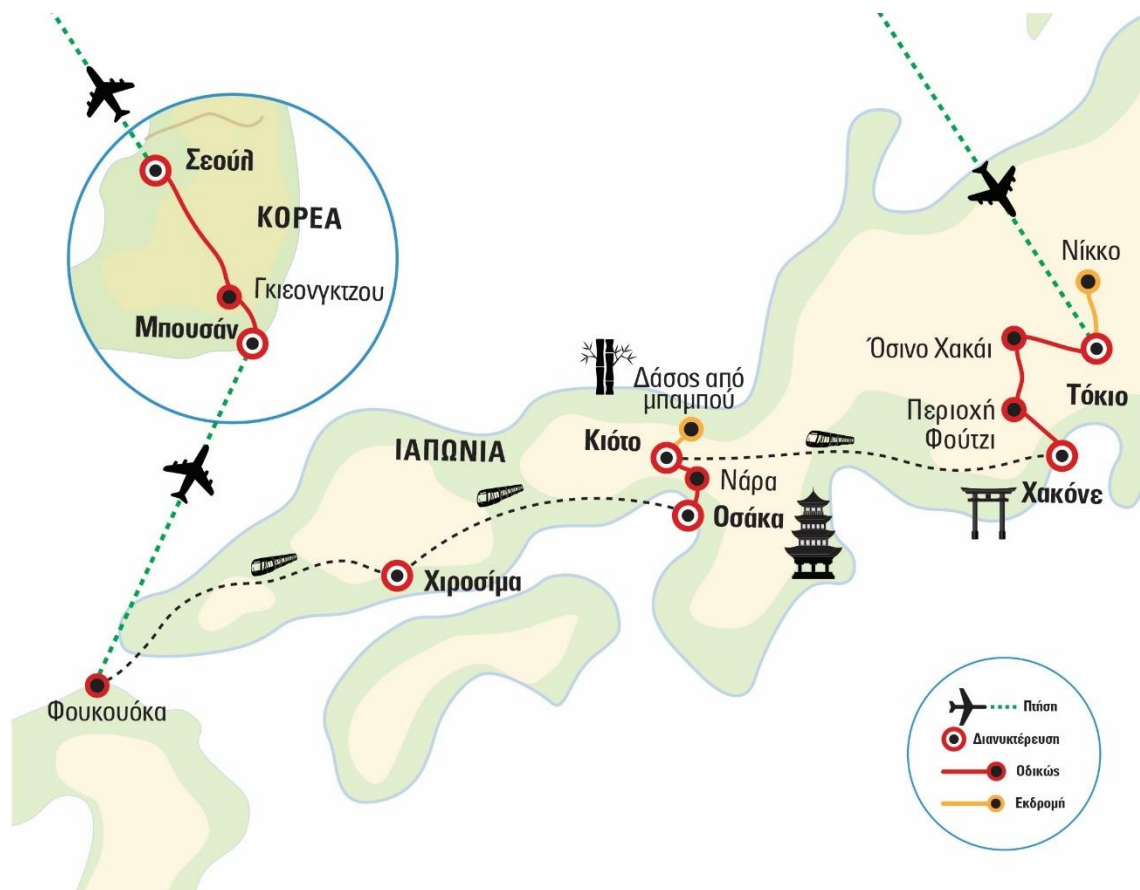 Σεούλ
ΚΟΡΕΑ
Γκιεονγκτζου
Μπουσάν
Νίκκο
Όσινο Χακάι
Τόκιο
Περιοχή
Φούτζι
Χακόνε
Δάσος από
μπαμπού
Κιότο
ΙΑΠΩΝΙΑ
Νάρα
Οσάκα
Χιροσίμα
Φουκουόκα
Πτήση
Διανυκτέρευση
Οδικώς
Εκδρομή